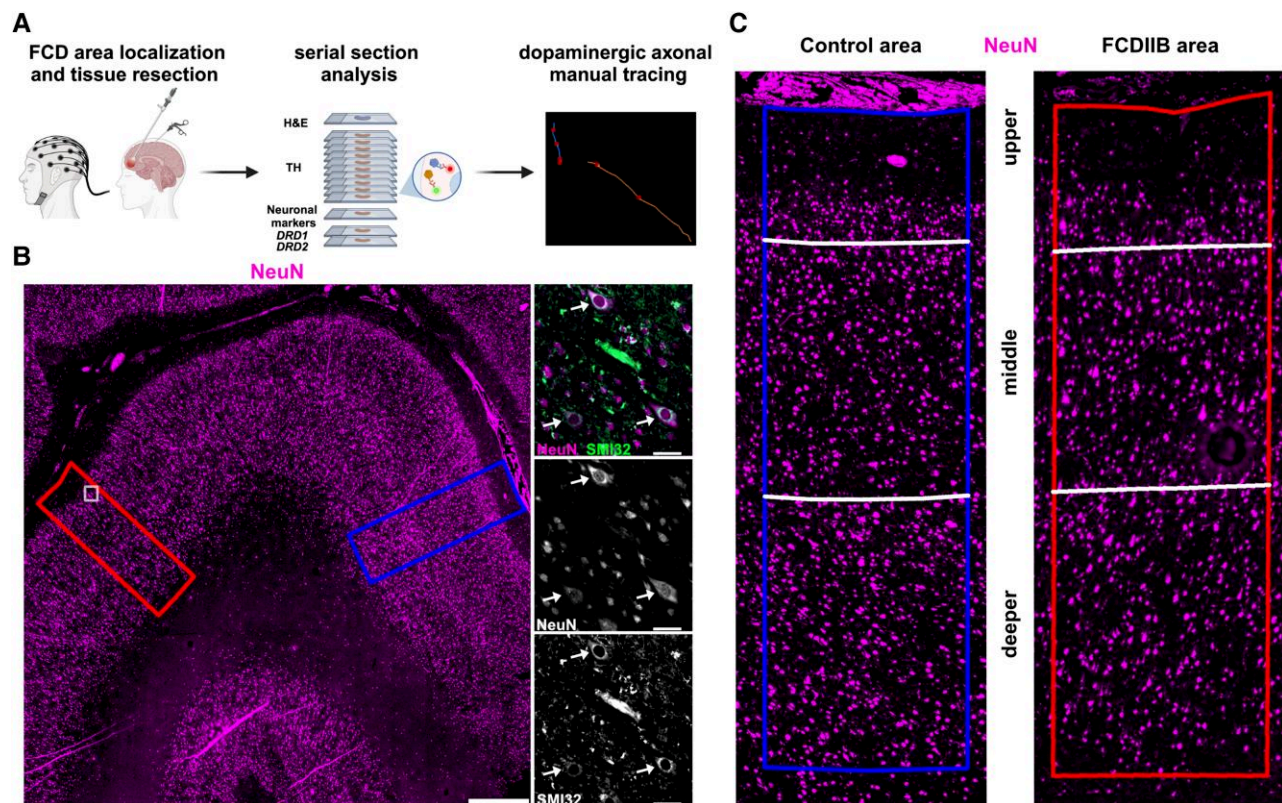 A
FCD area localization
and tissue resection
serial section
analysis
dopaminergic axonal
manual tracing
H&E
TH
Neuronal
markers
DRD1
DRD2
B
NeuN
NeuN SMI32
NeuN
SMI32
C
Control area
NeuN
FCDIIB area
upper
middle
deeper